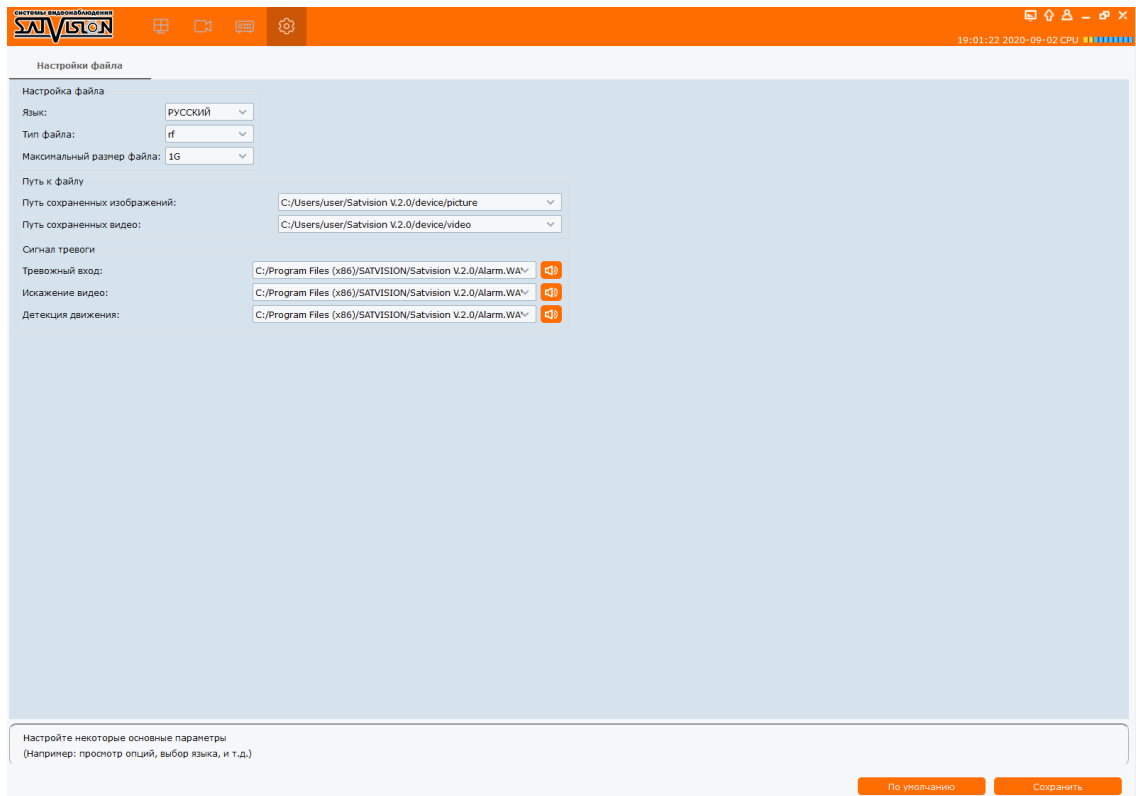 системы видеонаблюдения
SATVISION
19:01:22 2020-09-02 CPU
Настройки файла
Настройка файла
Язык: РУССКИЙ
Тип файла: rf
Максимальный размер файла: 1G
Путь к файлу
Путь сохраненных изображений: C:/Users/user/Satvision V.2.0/device/picture
Путь сохраненных видео: C:/Users/user/Satvision V.2.0/device/video
Сигнал тревоги
Тревожный вход: C:/Program Files (x86)/SATVISION/Satvision V.2.0/Alarm.WA
Искажение видео: C:/Program Files (x86)/SATVISION/Satvision V.2.0/Alarm.WA
Детекция движения: C:/Program Files (x86)/SATVISION/Satvision V.2.0/Alarm.WA
Настройте некоторые основные параметры
(Например: просмотр опций, выбор языка, и т.д.)
По умолчанию Сохранить